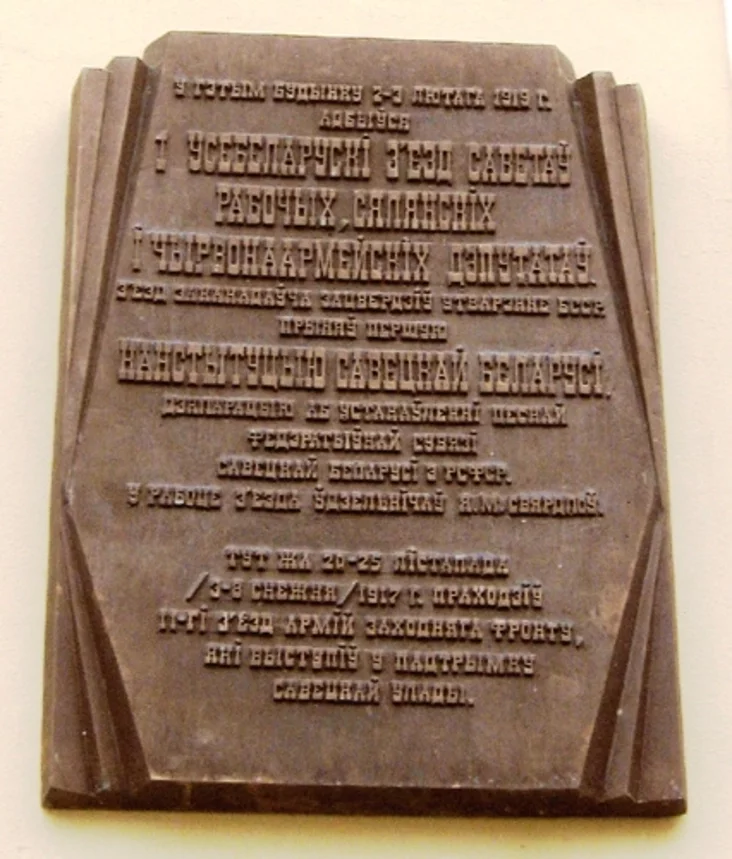 У ГЭТЫМ БУДЫНКУ 2-3 ЛЮТАГА 1919 Г.
АДБЫЎСЯ
І УСЕБЕЛАРУСКІ З'ЕЗД САВЕТАЎ
РАБОЧЫХ, СЯЛЯНСКІХ
І ЧЫРВОНААРМЕЙСКІХ ДЭПУТАТАЎ.
З'ЕЗД ЗАКАНАДАЎЧА ЗАЦВЕРДЗІЎ УТВАРЭННЕ БССР,
ПРЫНЯЎ ПЕРШУЮ
КАНСТЫТУЦЫЮ САВЕЦКАЙ БЕЛАРУСІ,
ДЭКЛАРАЦЫЮ АБ УСТАНАЎЛЕННІ ЦЕСНАЙ
ФЕДЭРАТЫЎНАЙ СУВЯЗІ
САВЕЦКАЙ БЕЛАРУСІ З РСФСР.
У РАБОЦЕ З'ЕЗДА ЎДЗЕЛЬНІЧАЎ Я.М. СВЯРДЛОЎ.
ТУТ ЖА 20-25 ЛІСТАПАДА
/3-8 СНЕЖНЯ/1917 Г. ПРАХОДЗІЎ
ІІ-ГІ З'ЕЗД АРМІЙ ЗАХОДНЯГА ФРОНТУ,
ЯКІ ВЫСТУПІЎ У ПАДТРЫМКУ
САВЕЦКАЙ УЛАДЫ.